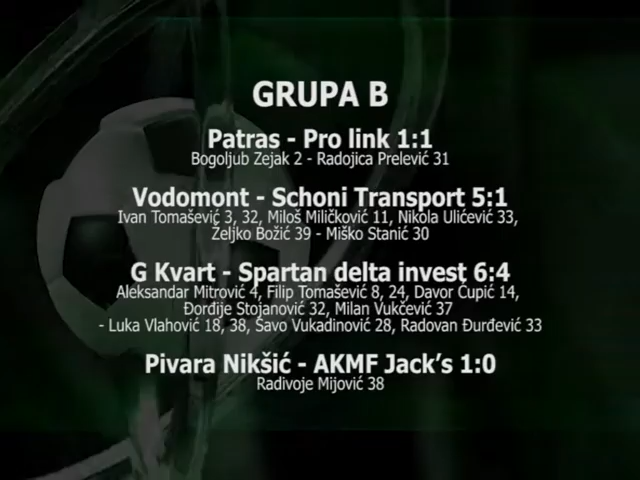 GRUPA B
Patras - Pro link 1:1
Bogoljub Zejak 2 - Radojica Prelević 31
Vodomont - Schoni Transport 5:1
Ivan Tomašević 3, 32, Miloš Miličković 11, Nikola Ulićević 33,
Željko Božić 39 - Miško Stanić 30
G Kvart - Spartan delta invest 6:4
Aleksandar Mitrović 4, Filip Tomašević 8, 24, Davor Čupić 14,
Đorđije Stojanović 32, Milan Vukčević 37
- Luka Vlahović 18, 38, Savo Vukadinović 28, Radovan Đurđević 33
Pivara Nikšić - AKMF Jack’s 1:0
Radivoje Mijović 38